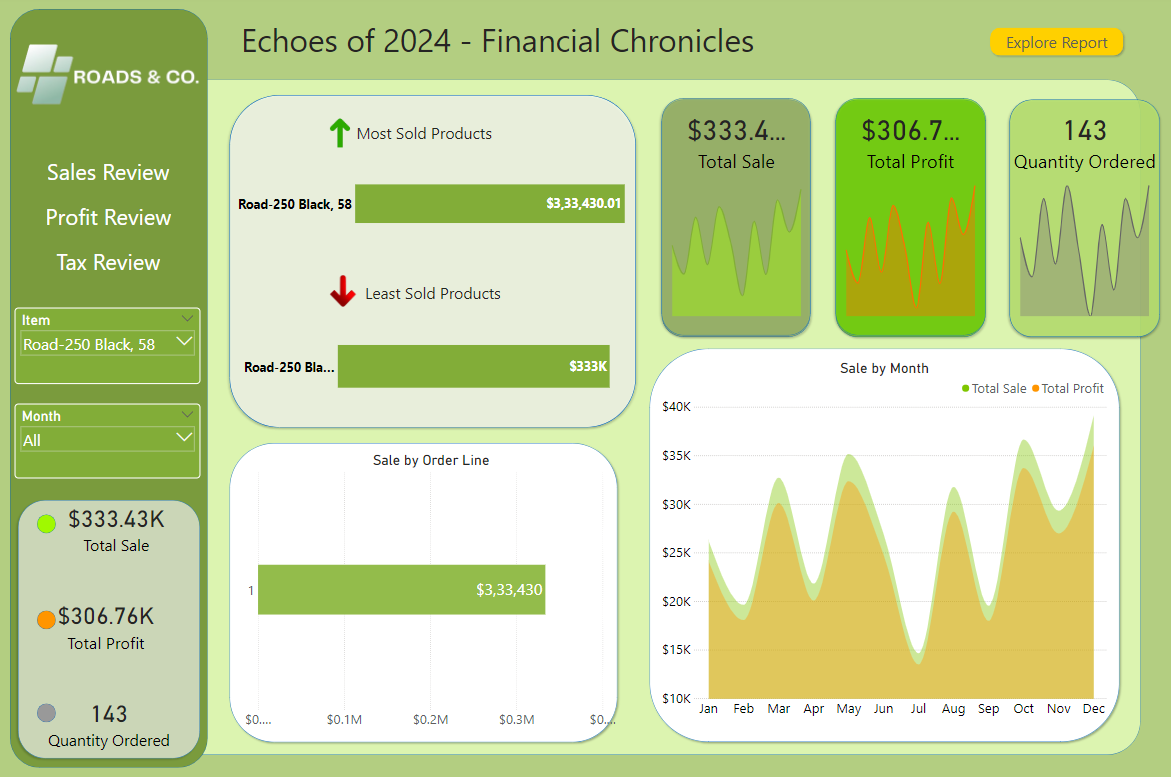 Echoes of 2024 - Financial Chronicles
Explore Report
ROADS & CO.
Sales Review
Profit Review
Tax Review
Item
Road-250 Black, 58
Month
All
$333.43K
Total Sale
$306.76K
Total Profit
143
Quantity Ordered
Most Sold Products
Road-250 Black, 58
$3,33,430.01
Least Sold Products
Road-250 Bla...
$333K
Sale by Order Line
1
$3,33,430
$0.... $0.1M $0.2M $0.3M $0....
$333.4...
Total Sale
$306.7...
Total Profit
143
Quantity Ordered
Sale by Month
Total Sale Total Profit
$40K
$35K
$30K
$25K
$20K
$15K
$10K
Jan Feb Mar Apr May Jun Jul Aug Sep Oct Nov Dec